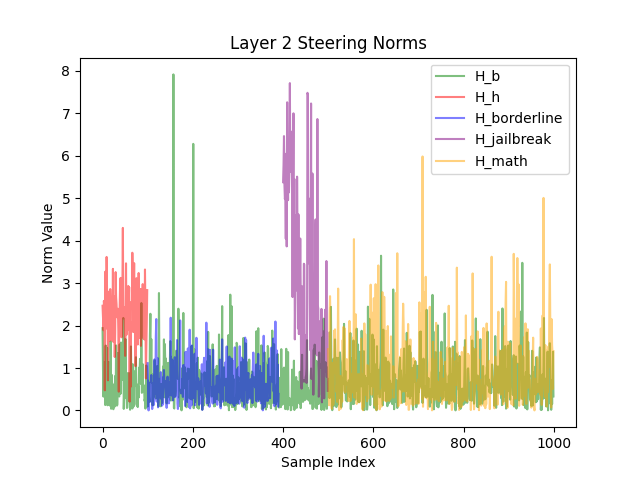 Layer 2 Steering Norms
Norm Value
8
7
6
5
4
3
2
1
0
H_b
H_h
H_borderline
H_jailbreak
H_math
0 200 400 600 800 1000
Sample Index